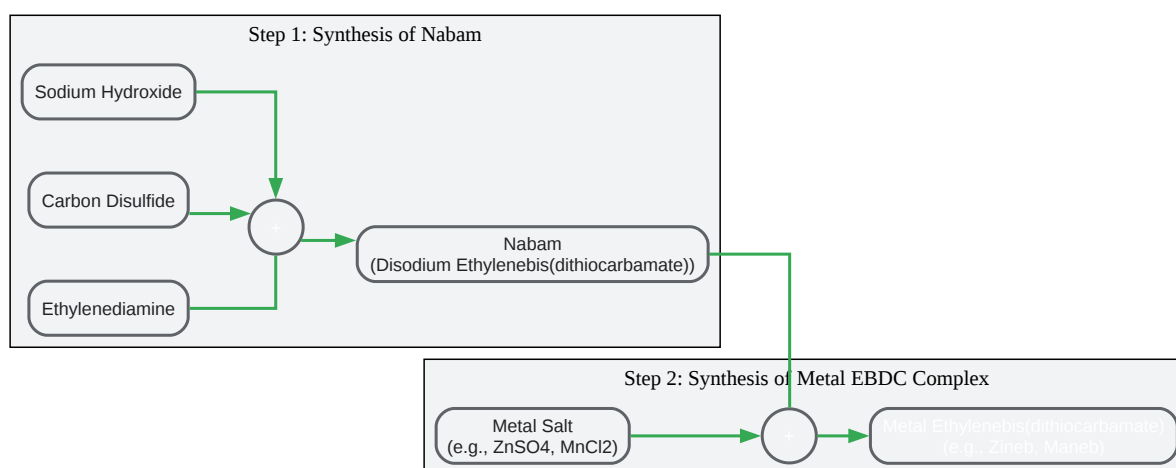 Step 1: Synthesis of Nabam
Sodium Hydroxide
Carbon Disulfide
+
Nabam
(Disodium Ethylenebis(dithiocarbamate))
Ethylenediamine
Step 2: Synthesis of Metal EBDC Complex
Metal Salt
(e.g., ZnSO4, MnCl2)
+
Metal Ethylenebis(dithiocarbamate)
(e.g., Zineb, Maneb)